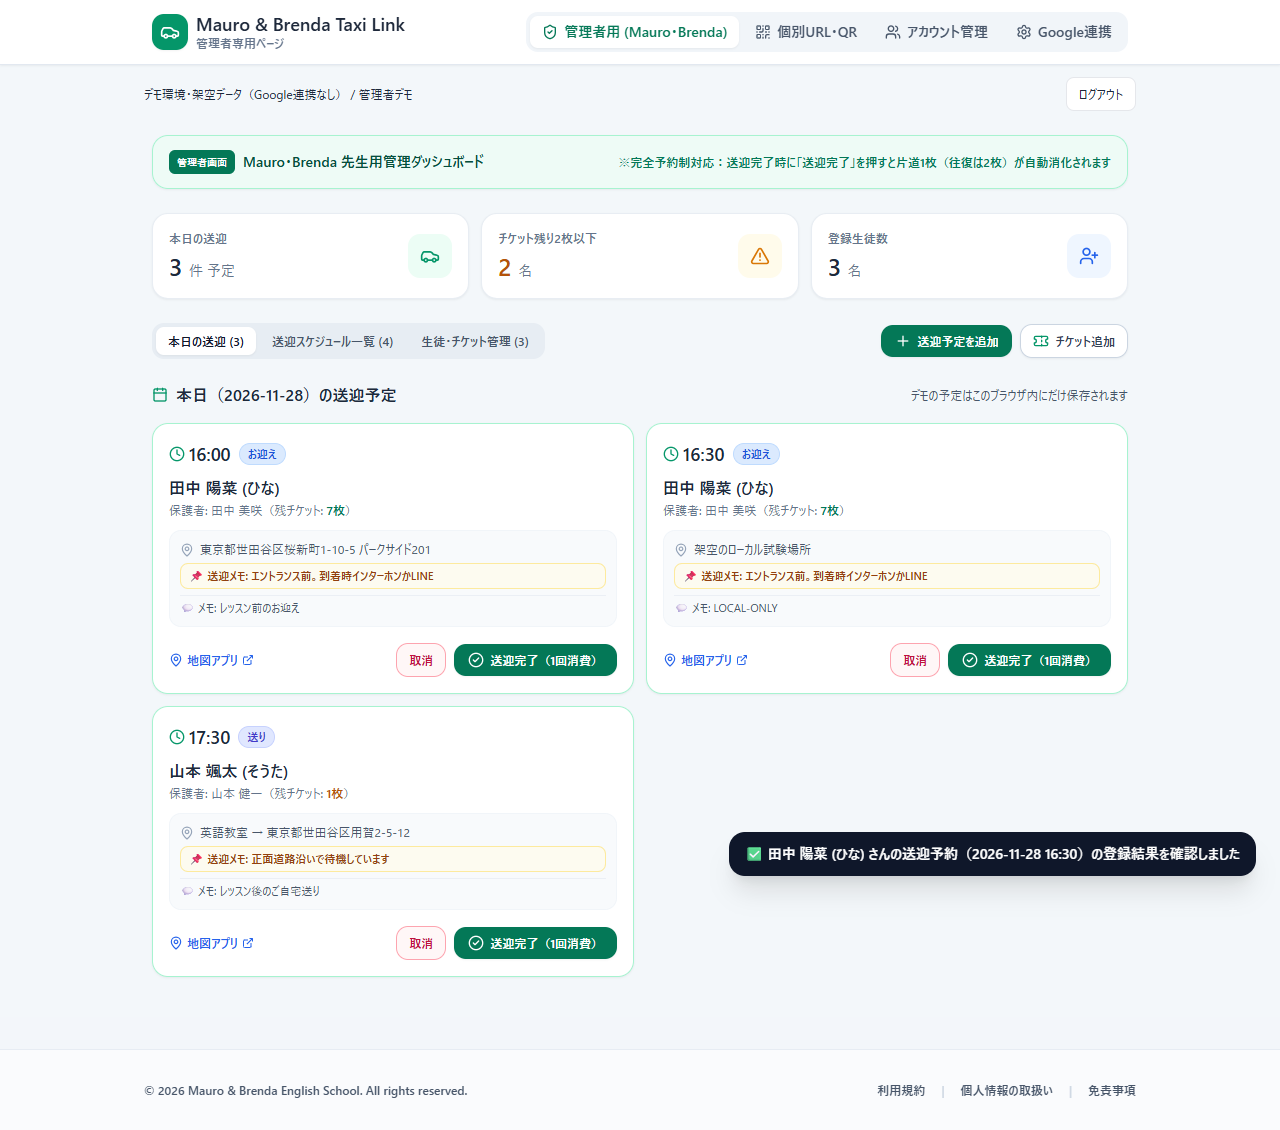 Mauro & Brenda Taxi Link
管理者専用ページ
管理者用 (Mauro・Brenda)
個別URL・QR
アカウント管理
Google連携
デモ環境・架空データ（Google連携なし） / 管理者デモ
ログアウト
管理者画面
Mauro・Brenda 先生用管理ダッシュボード
※完全予約制対応：送迎完了時に「送迎完了」を押すと片道1枚（往復は2枚）が自動消化されます
本日の送迎
3 件 予定
チケット残り2枚以下
2 名
登録生徒数
3 名
本日の送迎 (3)
送迎スケジュール一覧 (4)
生徒・チケット管理 (3)
送迎予定を追加
チケット追加
本日（2026-11-28）の送迎予定
デモの予定はこのブラウザ内にだけ保存されます
16:00 お迎え
田中 陽菜 (ひな)
保護者: 田中 美咲（残チケット: 7枚）
東京都世田谷区桜新町1-10-5 パークサイド201
送迎メモ: エントランス前。到着時インターホンかLINE
メモ: レッスン前のお迎え
地図アプリ
取消
送迎完了（1回消費）
16:30 お迎え
田中 陽菜 (ひな)
保護者: 田中 美咲（残チケット: 7枚）
架空のローカル試験場所
送迎メモ: エントランス前。到着時インターホンかLINE
メモ: LOCAL-ONLY
地図アプリ
取消
送迎完了（1回消費）
17:30 送り
山本 颯太 (そうた)
保護者: 山本 健一（残チケット: 1枚）
英語教室 → 東京都世田谷区用賀2-5-12
送迎メモ: 正面道路沿いで待機しています
メモ: レッスン後のご自宅送り
地図アプリ
取消
送迎完了（1回消費）
✅ 田中 陽菜 (ひな) さんの送迎予約（2026-11-28 16:30）の登録結果を確認しました
© 2026 Mauro & Brenda English School. All rights reserved.
利用規約 | 個人情報の取扱い | 免責事項